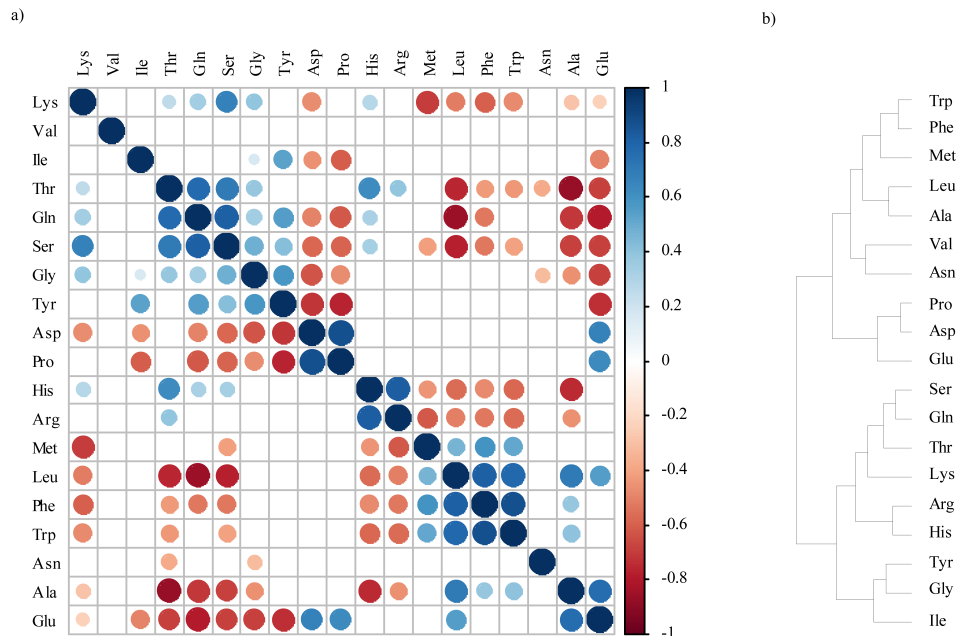 a)
b)
Lys Val Ile Thr Gln Ser Gly Tyr Asp Pro His Arg Met Leu Phe Trp Asn Ala Glu
Lys
Val
Ile
Thr
Gln
Ser
Gly
Tyr
Asp
Pro
His
Arg
Met
Leu
Phe
Trp
Asn
Ala
Glu
1
0.8
0.6
0.4
0.2
0
-0.2
-0.4
-0.6
-0.8
-1
Trp
Phe
Met
Leu
Ala
Val
Asn
Pro
Asp
Glu
Ser
Gln
Thr
Lys
Arg
His
Tyr
Gly
Ile